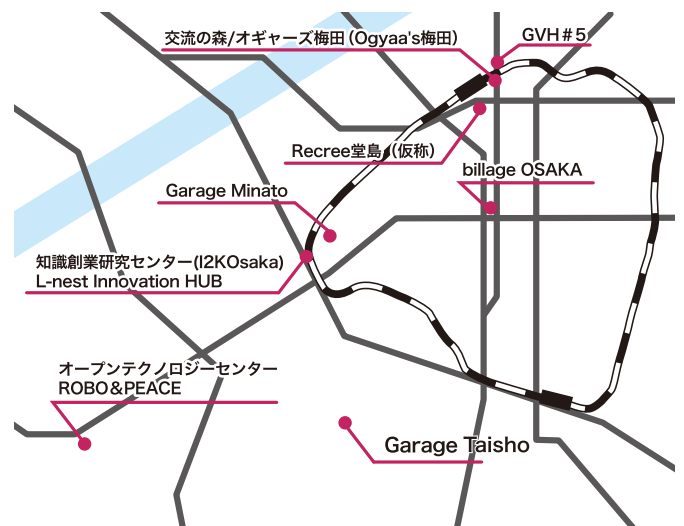 交流の森/オギャーズ梅田(Ogyaa's梅田)
GVH#5
Recree堂島(仮称)
billage OSAKA
Garage Minato
知識創業研究センター(I2KOsaka)
L-nest Innovation HUB
オープンテクノロジーセンター
ROBO&PEACE
Garage Taisho